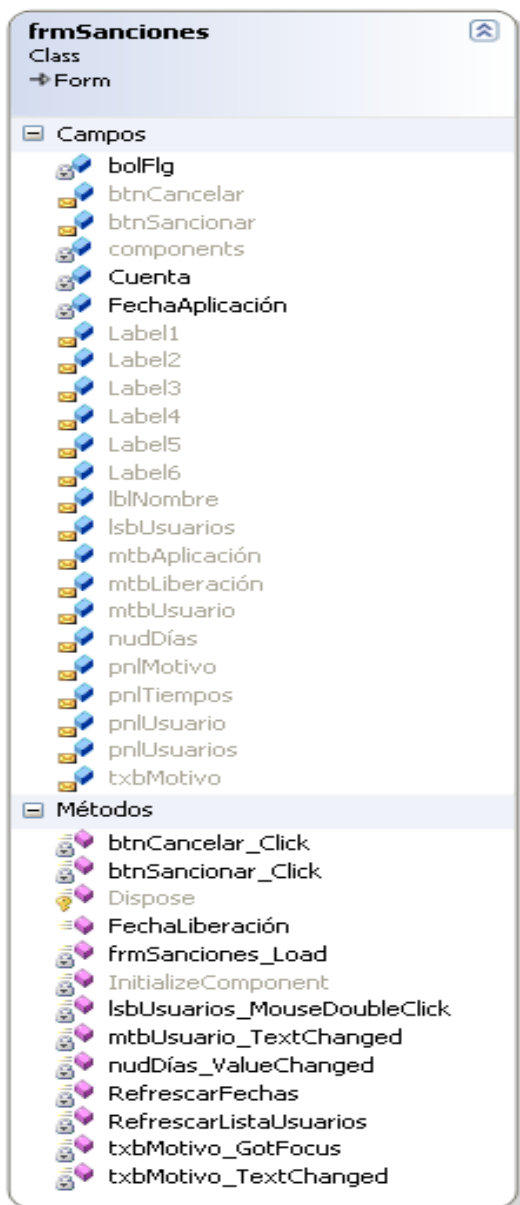 frmSanciones
Class
Form
Campos
bolFlg
btnCancelar
btnSancionar
components
Cuenta
FechaAplicación
Label1
Label2
Label3
Label4
Label5
Label6
lblNombre
lsbUsuarios
mtbAplicación
mtbLiberación
mtbUsuario
nudDías
pnlMotivo
pnlTiempos
pnlUsuario
pnlUsuarios
txbMotivo
Métodos
btnCancelar_Click
btnSancionar_Click
Dispose
FechaLiberación
frmSanciones_Load
InitializeComponent
lsbUsuarios_MouseDoubleClick
mtbUsuario_TextChanged
nudDías_ValueChanged
RefrescarFechas
RefrescarListaUsuarios
txbMotivo_GotFocus
txbMotivo_TextChanged